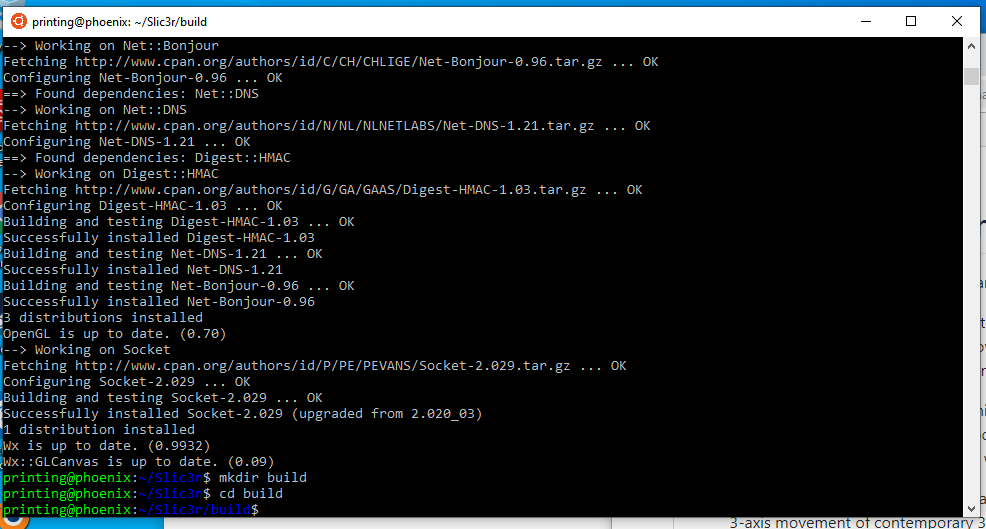 printing@phoenix: ~/Slic3r/build
--> Working on Net::Bonjour
Fetching http://www.cpan.org/authors/id/C/CH/CHLIGE/Net-Bonjour-0.96.tar.gz ... OK
Configuring Net-Bonjour-0.96 ... OK
==> Found dependencies: Net::DNS
--> Working on Net::DNS
Fetching http://www.cpan.org/authors/id/N/NL/NLNETLABS/Net-DNS-1.21.tar.gz ... OK
Configuring Net-DNS-1.21 ... OK
==> Found dependencies: Digest::HMAC
--> Working on Digest::HMAC
Fetching http://www.cpan.org/authors/id/G/GA/GAAS/Digest-HMAC-1.03.tar.gz ... OK
Configuring Digest-HMAC-1.03 ... OK
Building and testing Digest-HMAC-1.03 ... OK
Successfully installed Digest-HMAC-1.03
Building and testing Net-DNS-1.21 ... OK
Successfully installed Net-DNS-1.21
Building and testing Net-Bonjour-0.96 ... OK
Successfully installed Net-Bonjour-0.96
3 distributions installed
OpenGL is up to date. (0.70)
--> Working on Socket
Fetching http://www.cpan.org/authors/id/P/PE/PEVANS/Socket-2.029.tar.gz ... OK
Configuring Socket-2.029 ... OK
Building and testing Socket-2.029 ... OK
Successfully installed Socket-2.029 (upgraded from 2.020_03)
1 distribution installed
Wx is up to date. (0.9932)
Wx::GLCanvas is up to date. (0.09)
printing@phoenix:~/Slic3r$ mkdir build
printing@phoenix:~/Slic3r$ cd build
printing@phoenix:~/Slic3r/build$
3-axis movement of contemporary 3